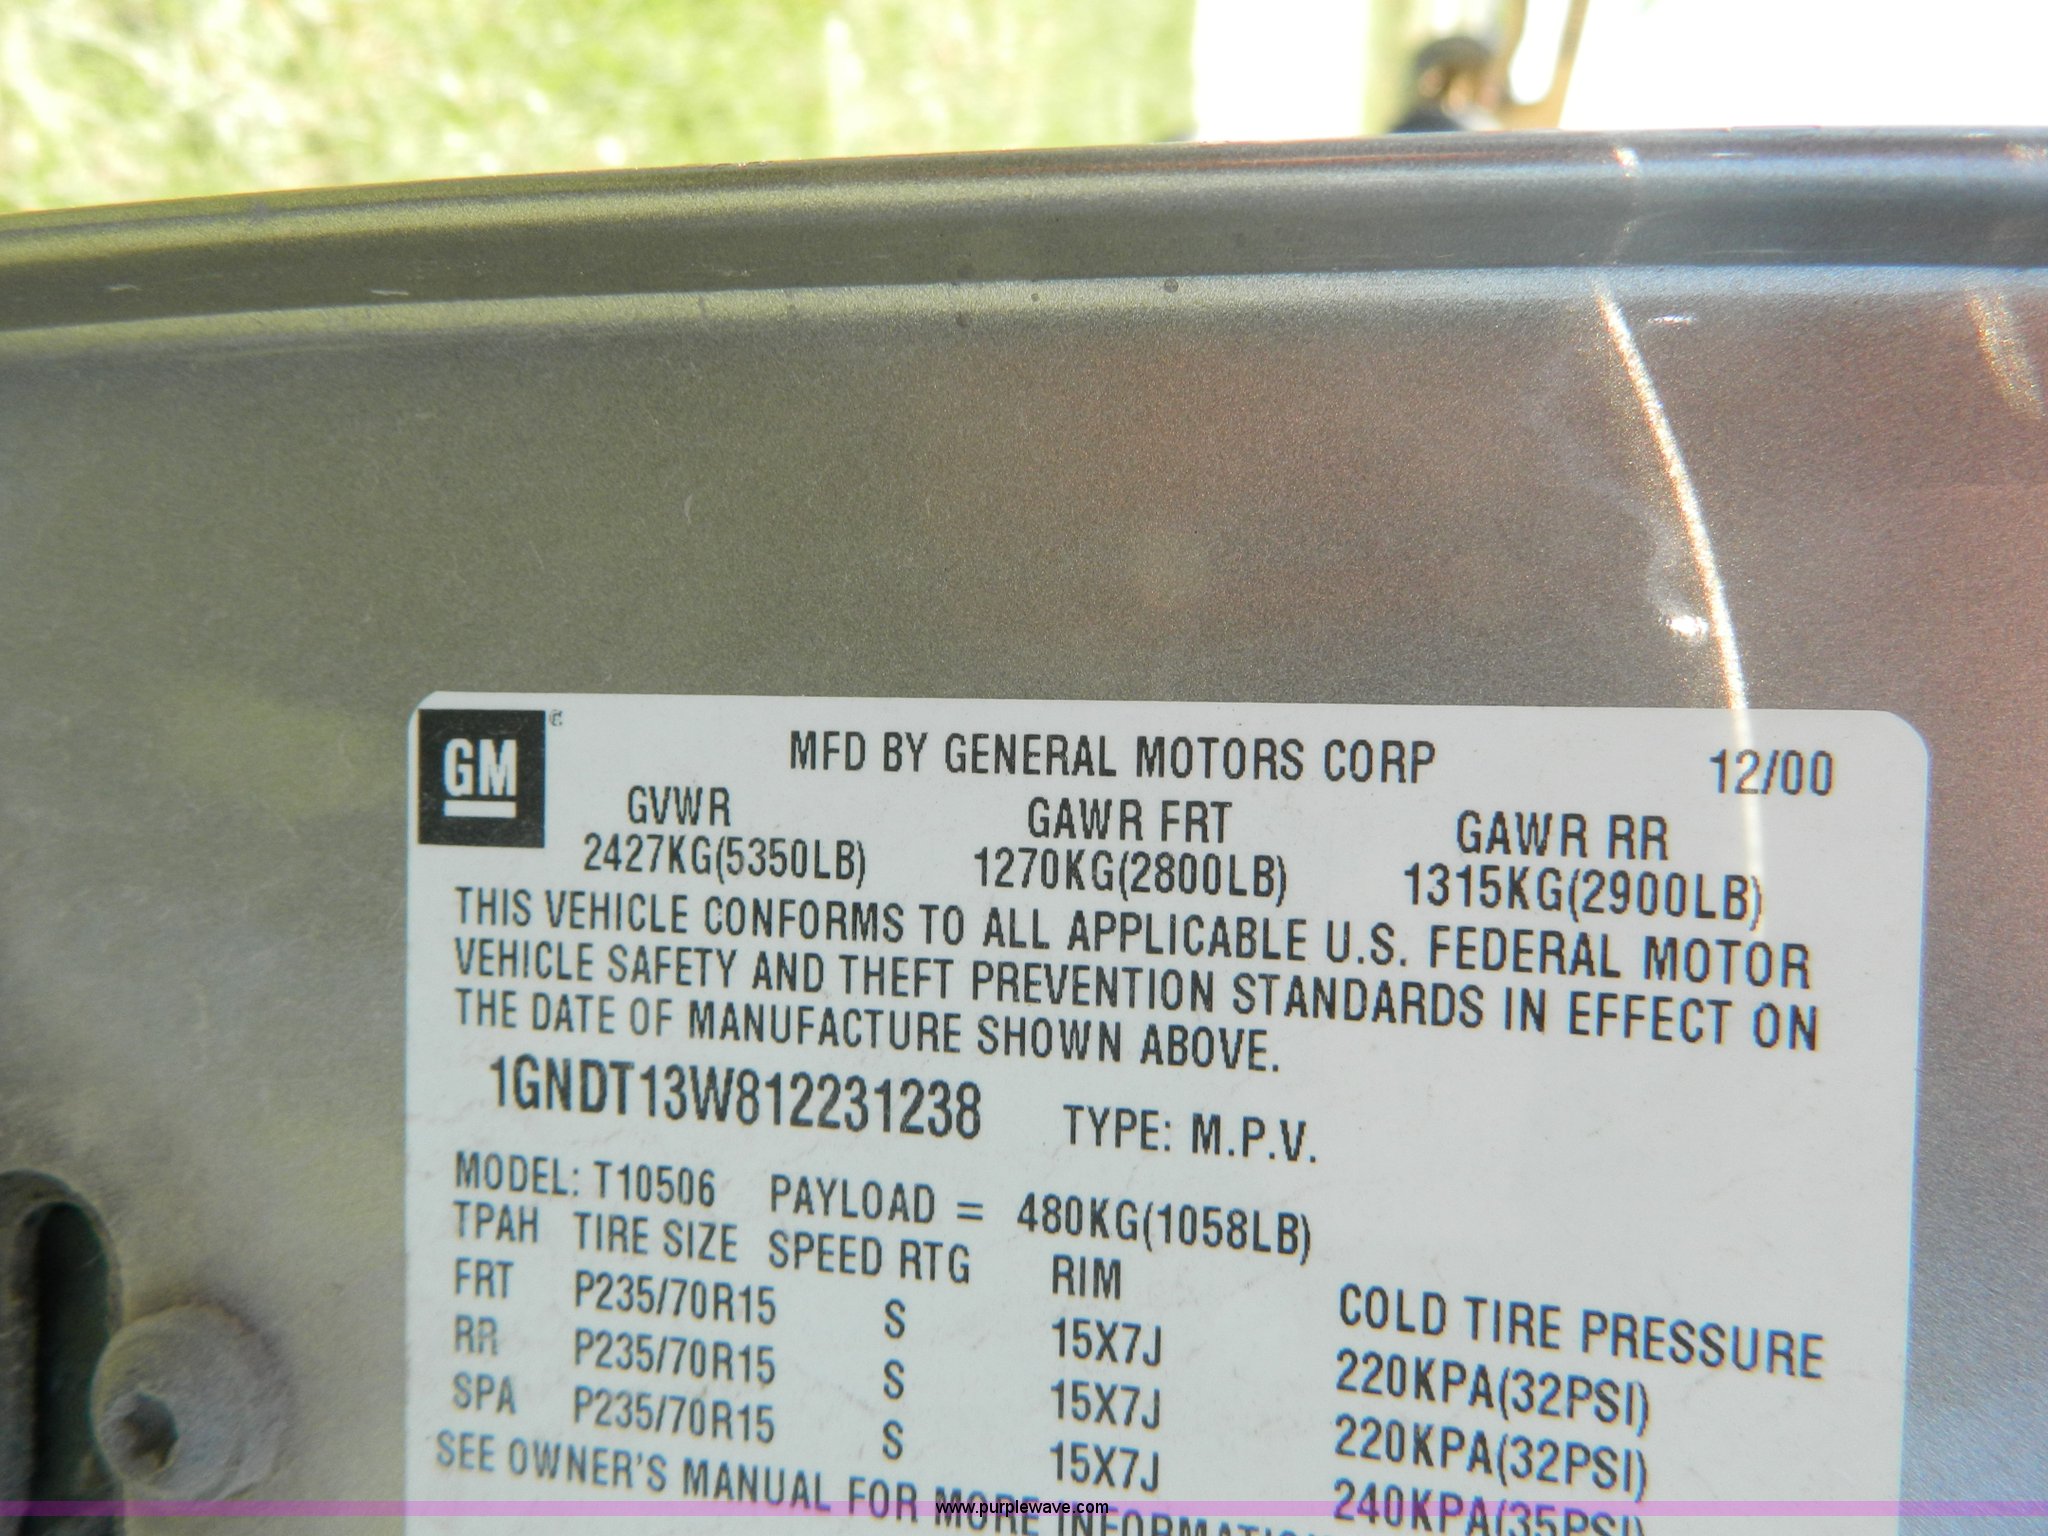 GM
MFD BY GENERAL MOTORS CORP 12/00
GVWR GAWR FRT GAWR RR
2427KG(5350LB) 1270KG(2800LB) 1315KG(2900LB)
THIS VEHICLE CONFORMS TO ALL APPLICABLE U.S. FEDERAL MOTOR
VEHICLE SAFETY AND THEFT PREVENTION STANDARDS IN EFFECT ON
THE DATE OF MANUFACTURE SHOWN ABOVE.
1GNDT13W812231238 TYPE: M.P.V.
MODEL: T10506 PAYLOAD = 480KG(1058LB)
TPAH TIRE SIZE SPEED RTG RIM COLD TIRE PRESSURE
FRT P235/70R15 S 15X7J 220KPA(32PSI)
RR P235/70R15 S 15X7J 220KPA(32PSI)
SPA P235/70R15 S 15X7J 240KPA(35PSI)
SEE OWNER'S MANUAL FOR MORE
www.purplewave.com